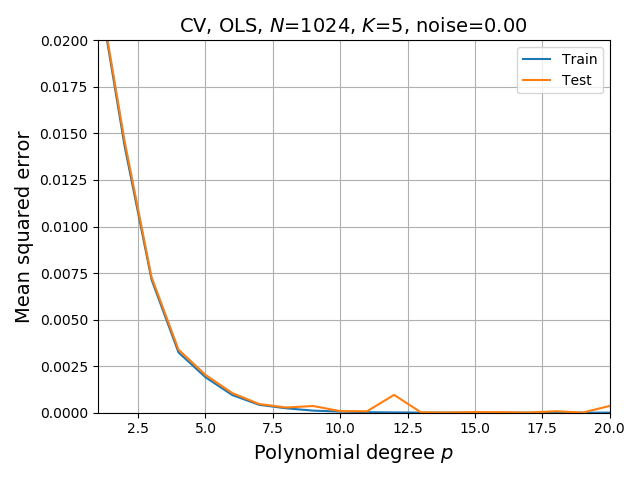 CV, OLS, N=1024, K=5, noise=0.00
0.0200
0.0175
0.0150
0.0125
0.0100
0.0075
0.0050
0.0025
0.0000
Mean squared error
Train
Test
2.5 5.0 7.5 10.0 12.5 15.0 17.5 20.0
Polynomial degree p